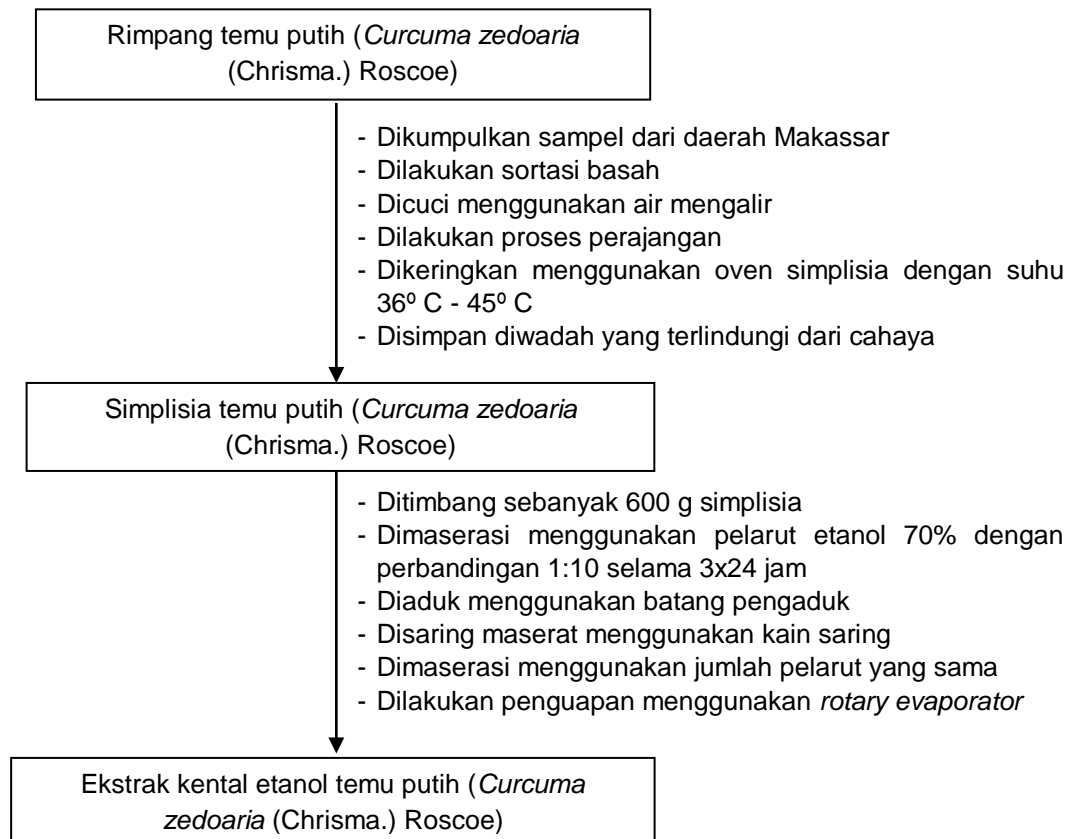 Rimpang temu putih (Curcuma zedoaria
(Chrisma.) Roscoe)
- Dikumpulkan sampel dari daerah Makassar
- Dilakukan sortasi basah
- Dicuci menggunakan air mengalir
- Dilakukan proses perajangan
- Dikeringkan menggunakan oven simplisia dengan suhu
36º C - 45º C
- Disimpan diwadah yang terlindungi dari cahaya
Simplisia temu putih (Curcuma zedoaria
(Chrisma.) Roscoe)
- Ditimbang sebanyak 600 g simplisia
- Dimaserasi menggunakan pelarut etanol 70% dengan
perbandingan 1:10 selama 3x24 jam
- Diaduk menggunakan batang pengaduk
- Disaring maserat menggunakan kain saring
- Dimaserasi menggunakan jumlah pelarut yang sama
- Dilakukan penguapan menggunakan rotary evaporator
Ekstrak kental etanol temu putih (Curcuma
zedoaria (Chrisma.) Roscoe)